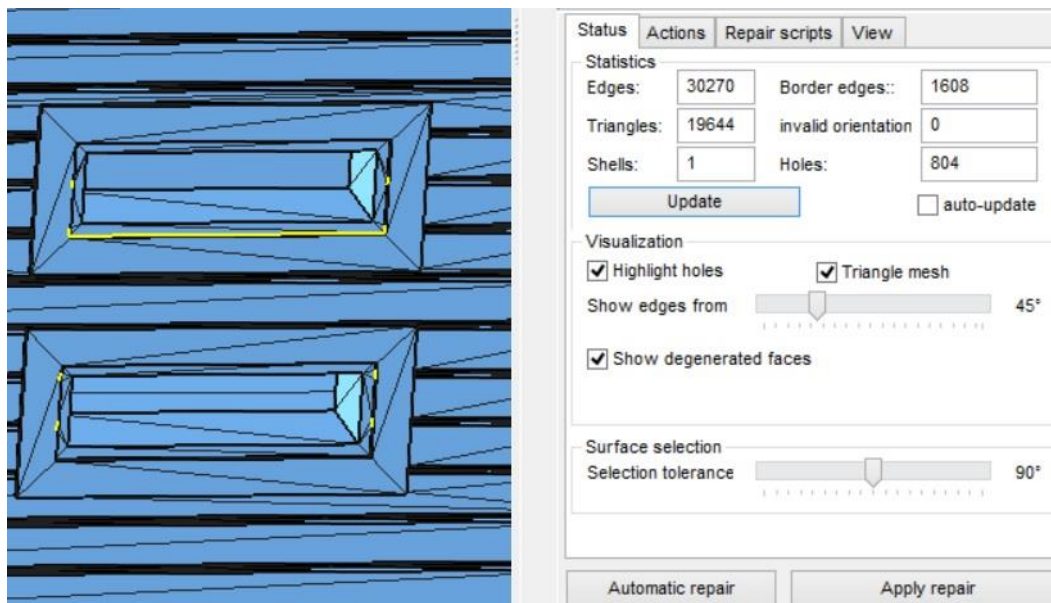 Status Actions Repair scripts View
Statistics
Edges: 30270 Border edges:: 1608
Triangles: 19644 invalid orientation 0
Shells: 1 Holes: 804
Update auto-update
Visualization
Highlight holes Triangle mesh
Show edges from 45°
Show degenerated faces
Surface selection
Selection tolerance 90°
Automatic repair Apply repair